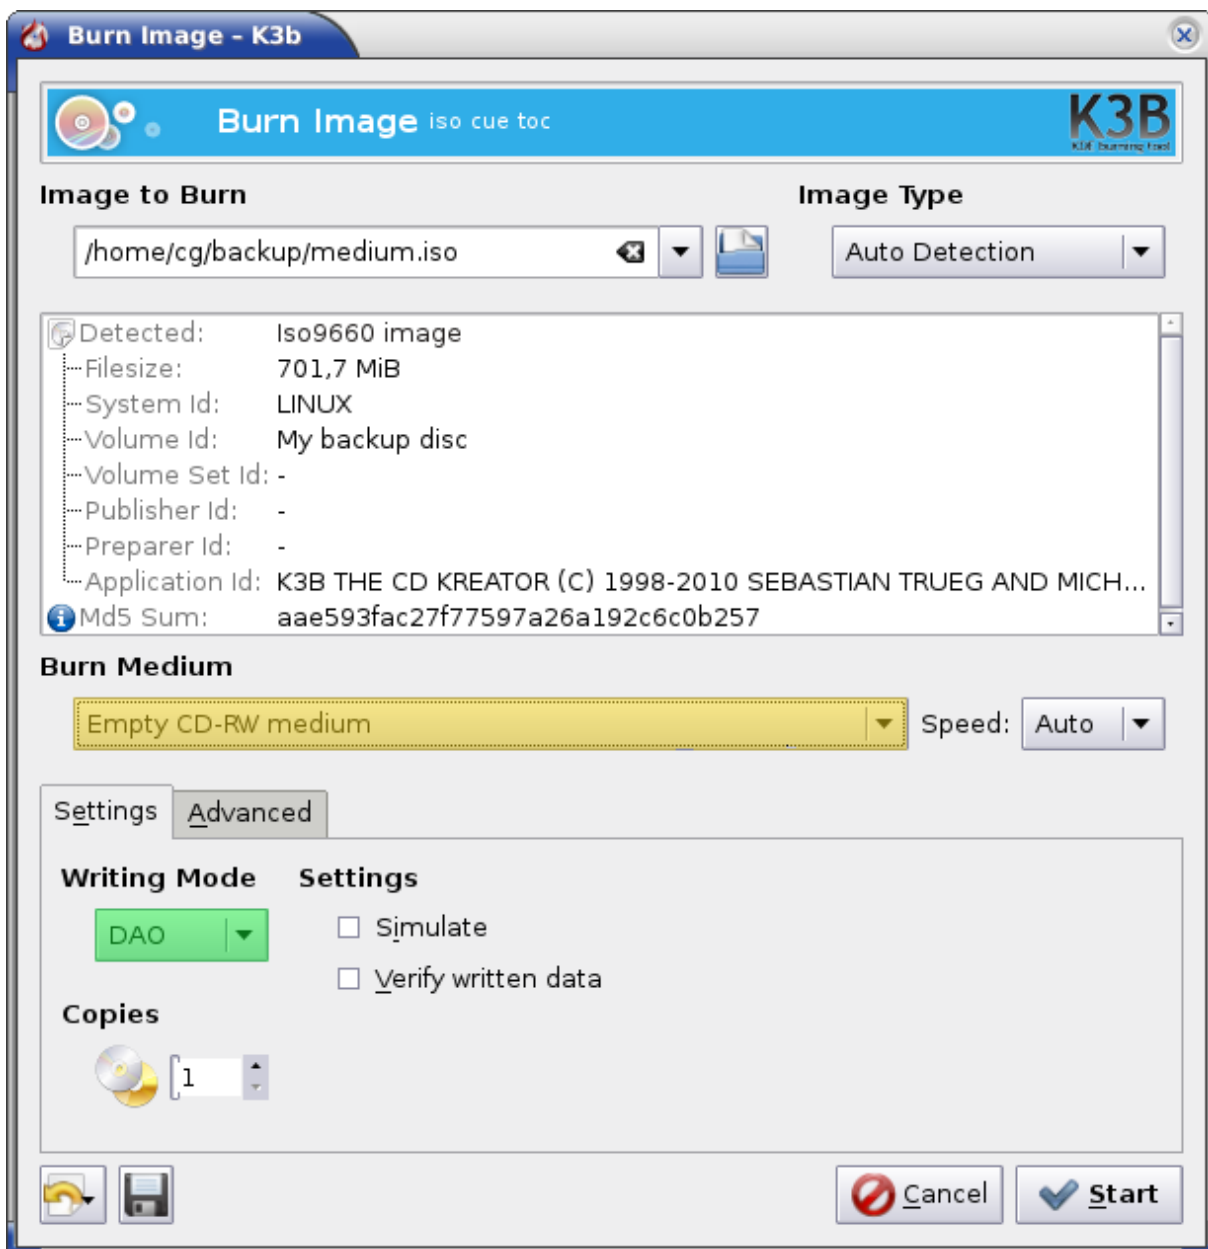 Burn Image – K3b
Burn Image iso cue toc
K3B
KDE burning tool
Image to Burn
Image Type
/home/cg/backup/medium.iso
Auto Detection
Detected: Iso9660 image
Filesize: 701,7 MiB
System Id: LINUX
Volume Id: My backup disc
Volume Set Id: -
Publisher Id: -
Preparer Id: -
Application Id: K3B THE CD KREATOR (C) 1998-2010 SEBASTIAN TRUEG AND MICH...
Md5 Sum: aae593fac27f77597a26a192c6c0b257
Burn Medium
Empty CD-RW medium
Speed: Auto
Settings Advanced
Writing Mode Settings
DAO
Simulate
Verify written data
Copies
1
Cancel Start